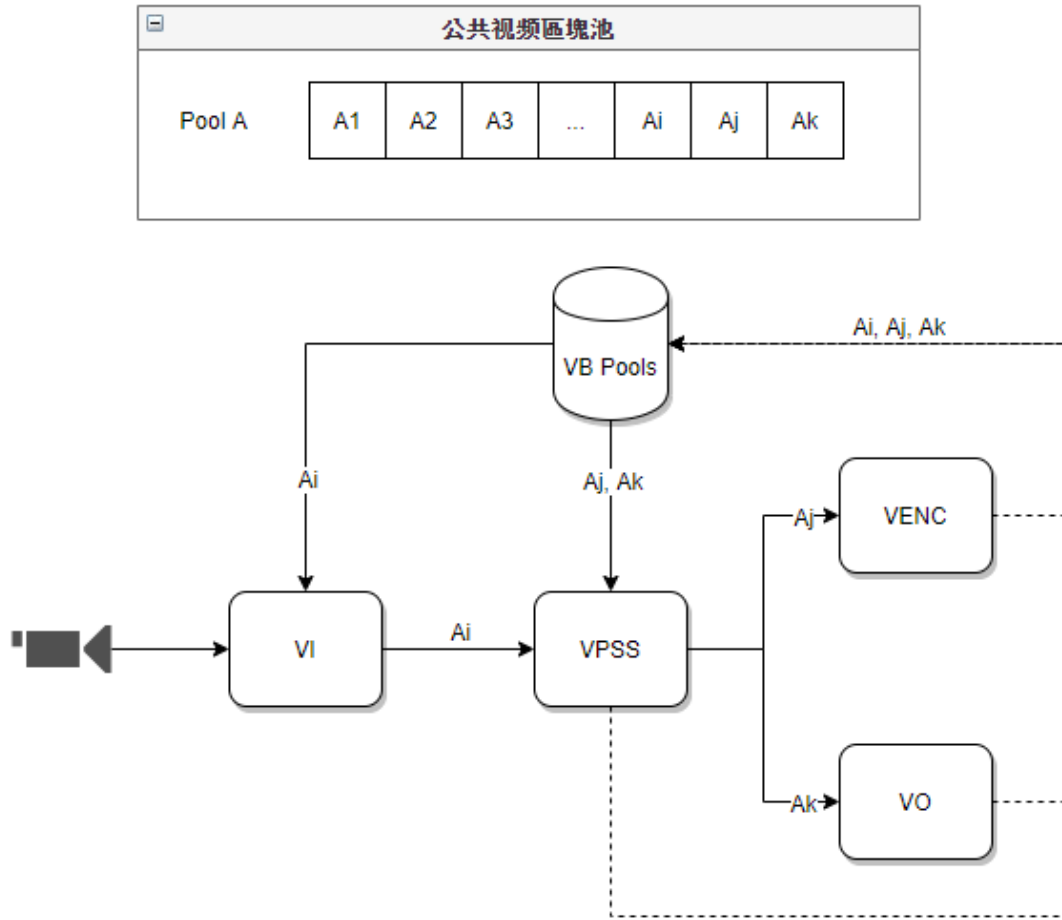 公共视频區塊池
Pool A
A1 A2 A3 ... Ai Aj Ak
Ai, Aj, Ak
VB Pools
Ai
Aj, Ak
Aj
VENC
Ai
VI
VPSS
Ak
VO